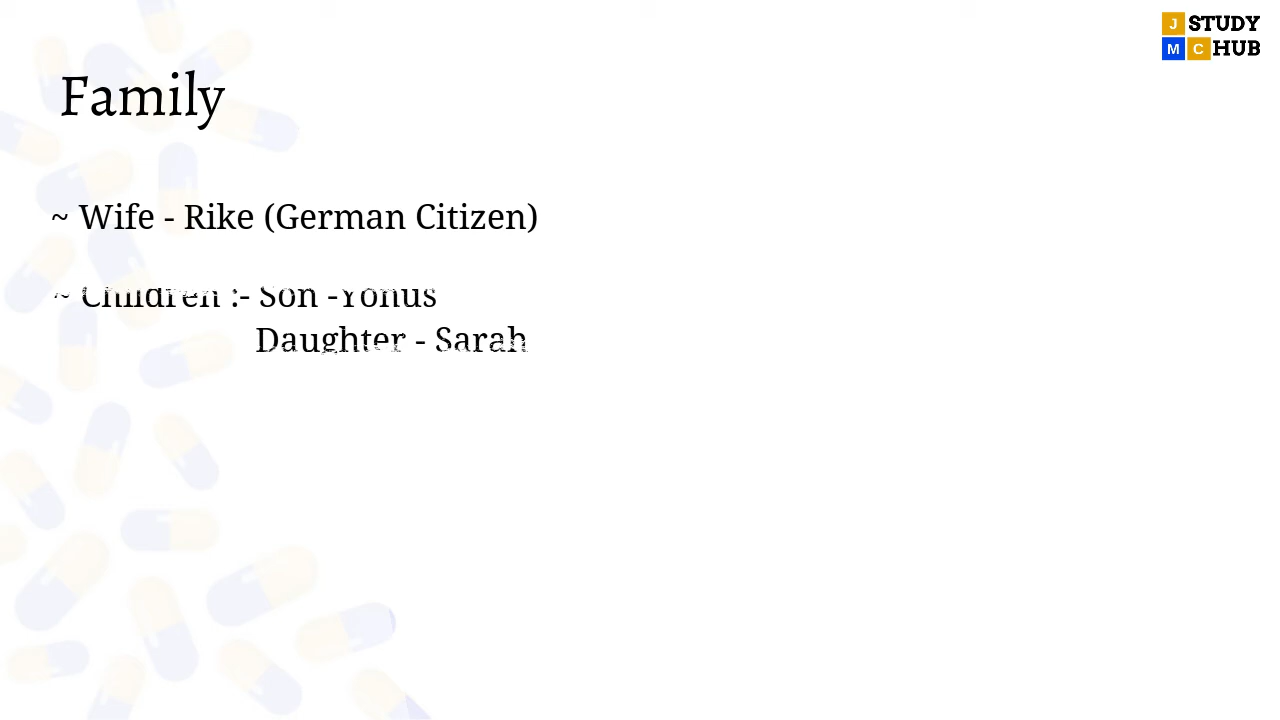 J STUDY
M C HUB
Family
~ Wife - Rike (German Citizen)
~ Children :- Son -Yonus
Daughter - Sarah